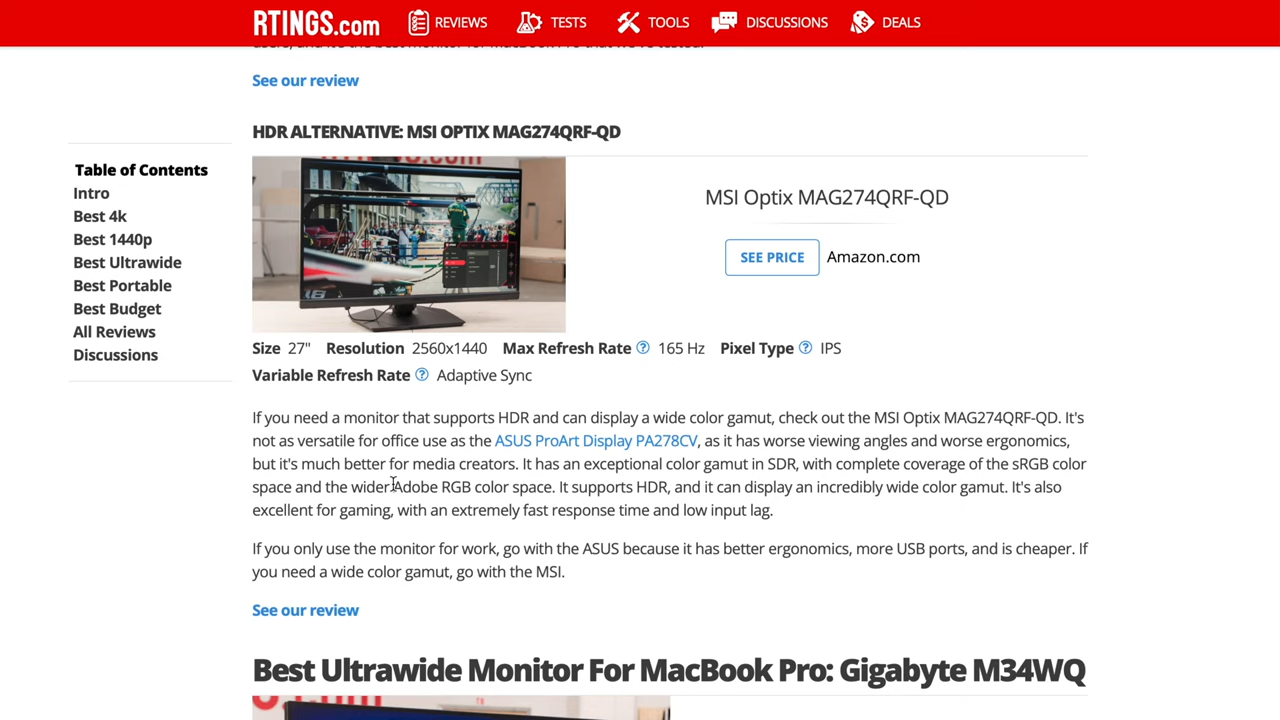 RTINGS.com REVIEWS TESTS TOOLS DISCUSSIONS DEALS
See our review
HDR ALTERNATIVE: MSI OPTIX MAG274QRF-QD
Table of Contents
Intro
Best 4k
Best 1440p
Best Ultrawide
Best Portable
Best Budget
All Reviews
Discussions
MSI Optix MAG274QRF-QD
SEE PRICE Amazon.com
Size 27" Resolution 2560x1440 Max Refresh Rate ? 165 Hz Pixel Type ? IPS
Variable Refresh Rate ? Adaptive Sync
If you need a monitor that supports HDR and can display a wide color gamut, check out the MSI Optix MAG274QRF-QD. It's
not as versatile for office use as the ASUS ProArt Display PA278CV, as it has worse viewing angles and worse ergonomics,
but it's much better for media creators. It has an exceptional color gamut in SDR, with complete coverage of the sRGB color
space and the wider Adobe RGB color space. It supports HDR, and it can display an incredibly wide color gamut. It's also
excellent for gaming, with an extremely fast response time and low input lag.
If you only use the monitor for work, go with the ASUS because it has better ergonomics, more USB ports, and is cheaper. If
you need a wide color gamut, go with the MSI.
See our review
Best Ultrawide Monitor For MacBook Pro: Gigabyte M34WQ